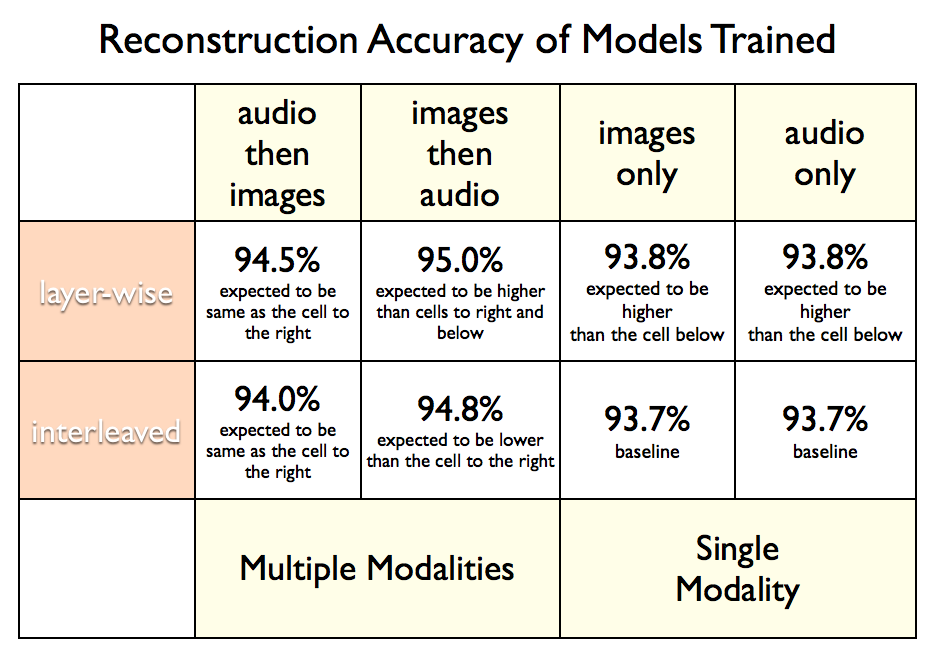 Reconstruction Accuracy of Models Trained
audio
then
images
images
then
audio
images
only
audio
only
layer-wise
94.5%
expected to be
same as the cell to
the right
95.0%
expected to be higher
than cells to right and
below
93.8%
expected to be
higher
than the cell below
93.8%
expected to be
higher
than the cell below
interleaved
94.0%
expected to be
same as the cell to
the right
94.8%
expected to be lower
than the cell to the right
93.7%
baseline
93.7%
baseline
Multiple Modalities
Single
Modality